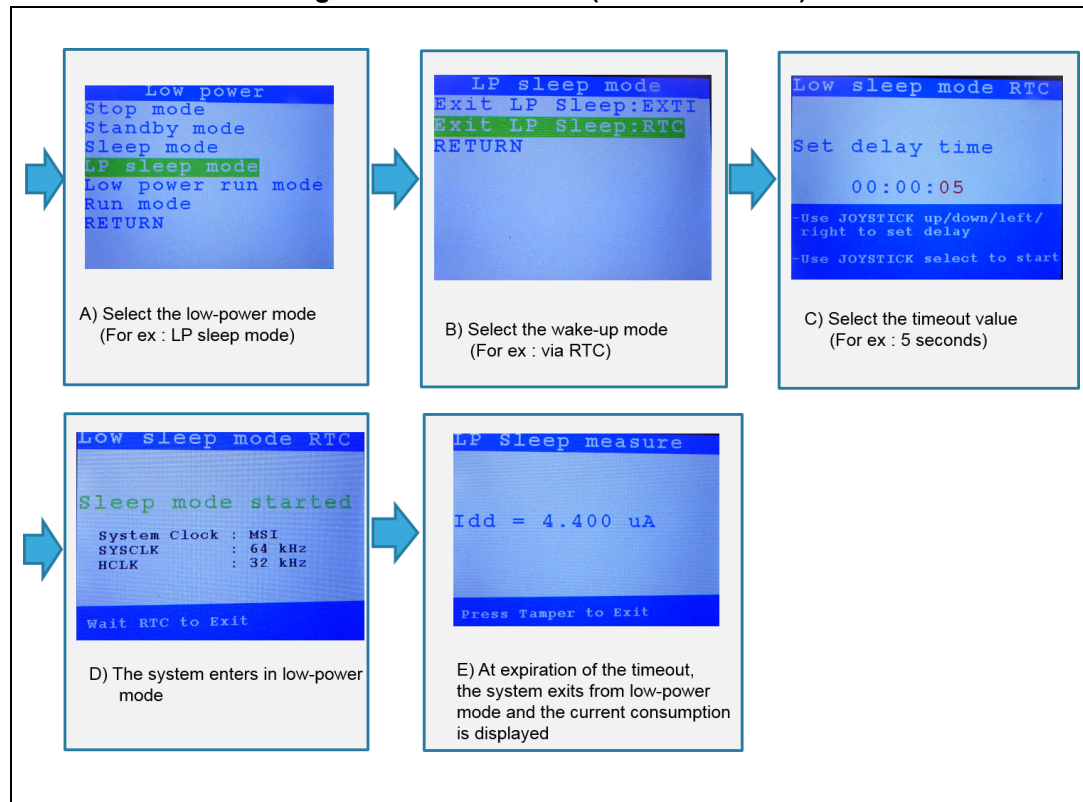 Low power
Stop mode
Standby mode
Sleep mode
LP sleep mode
Low power run mode
Run mode
RETURN
A) Select the low-power mode
(For ex : LP sleep mode)
LP sleep mode
Exit LP Sleep:EXTI
Exit LP Sleep:RTC
RETURN
B) Select the wake-up mode
(For ex : via RTC)
Low sleep mode RTC
Set delay time
00:00:05
-Use JOYSTICK up/down/left/
right to set delay
-Use JOYSTICK select to start
C) Select the timeout value
(For ex : 5 seconds)
Low sleep mode RTC
Sleep mode started
System Clock : MSI
SYSCLK : 64 kHz
HCLK : 32 kHz
Wait RTC to Exit
D) The system enters in low-power
mode
LP Sleep measure
Idd = 4.400 uA
Press Tamper to Exit
E) At expiration of the timeout,
the system exits from low-power
mode and the current consumption
is displayed